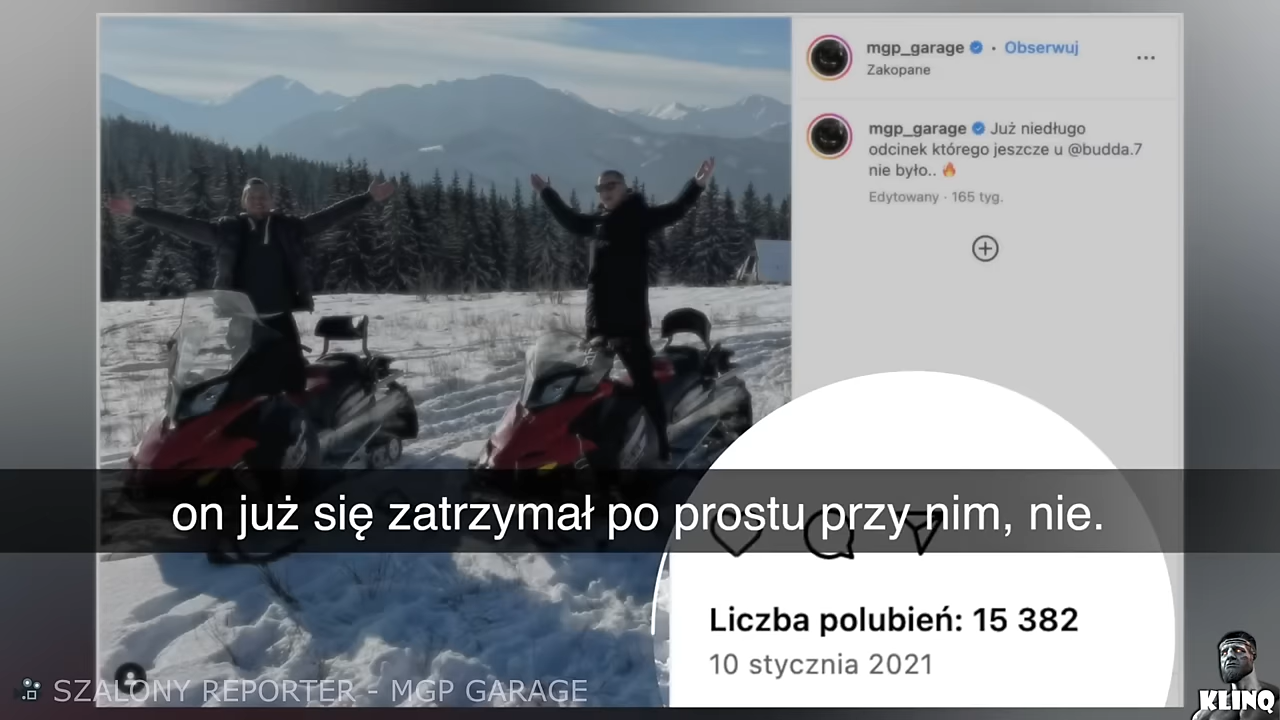 mgp_garage • Obserwuj
Zakopane
mgp_garage Już niedługo
odcinek którego jeszcze u @budda.7
nie było.. 🔥
Edytowany · 165 tyg.
on już się zatrzymał po prostu przy nim, nie.
Liczba polubień: 15 382
10 stycznia 2021
SZALONY REPORTER - MGP GARAGE
KLINQ